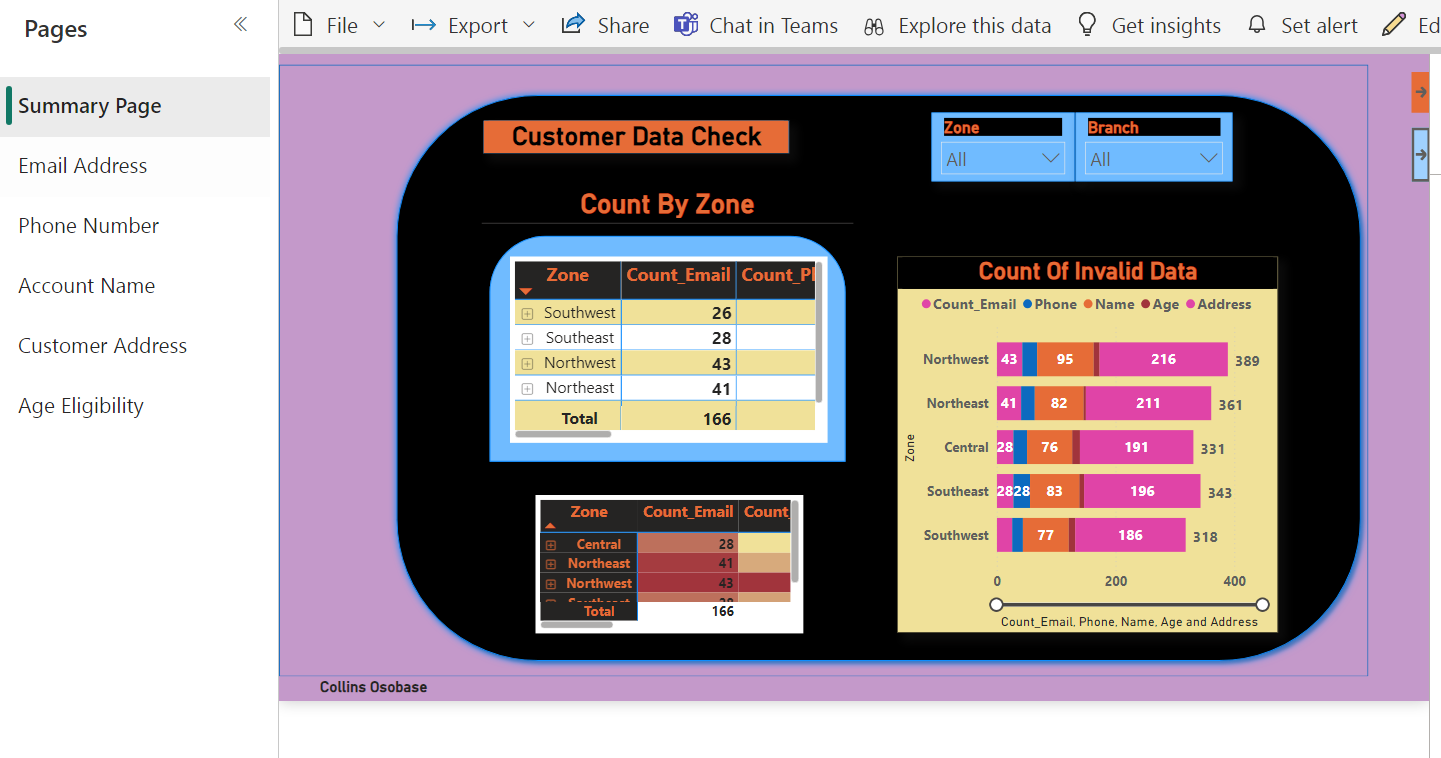 Pages
File Export Share Chat in Teams Explore this data Get insights Set alert Ed
Summary Page
Email Address
Phone Number
Account Name
Customer Address
Age Eligibility
Customer Data Check
Zone
All
Branch
All
Count By Zone
Zone Count_Email Count_Pl
Southwest 26
Southeast 28
Northwest 43
Northeast 41
Total 166
Zone Count_Email Count_
Central 28
Northeast 41
Northwest 43
Southeast 28
Total 166
Count Of Invalid Data
Count_Email Phone Name Age Address
Zone
Northwest 43 95 216 389
Northeast 41 82 211 361
Central 28 76 191 331
Southeast 28 28 83 196 343
Southwest 77 186 318
0 200 400
Count_Email, Phone, Name, Age and Address
Collins Osobase